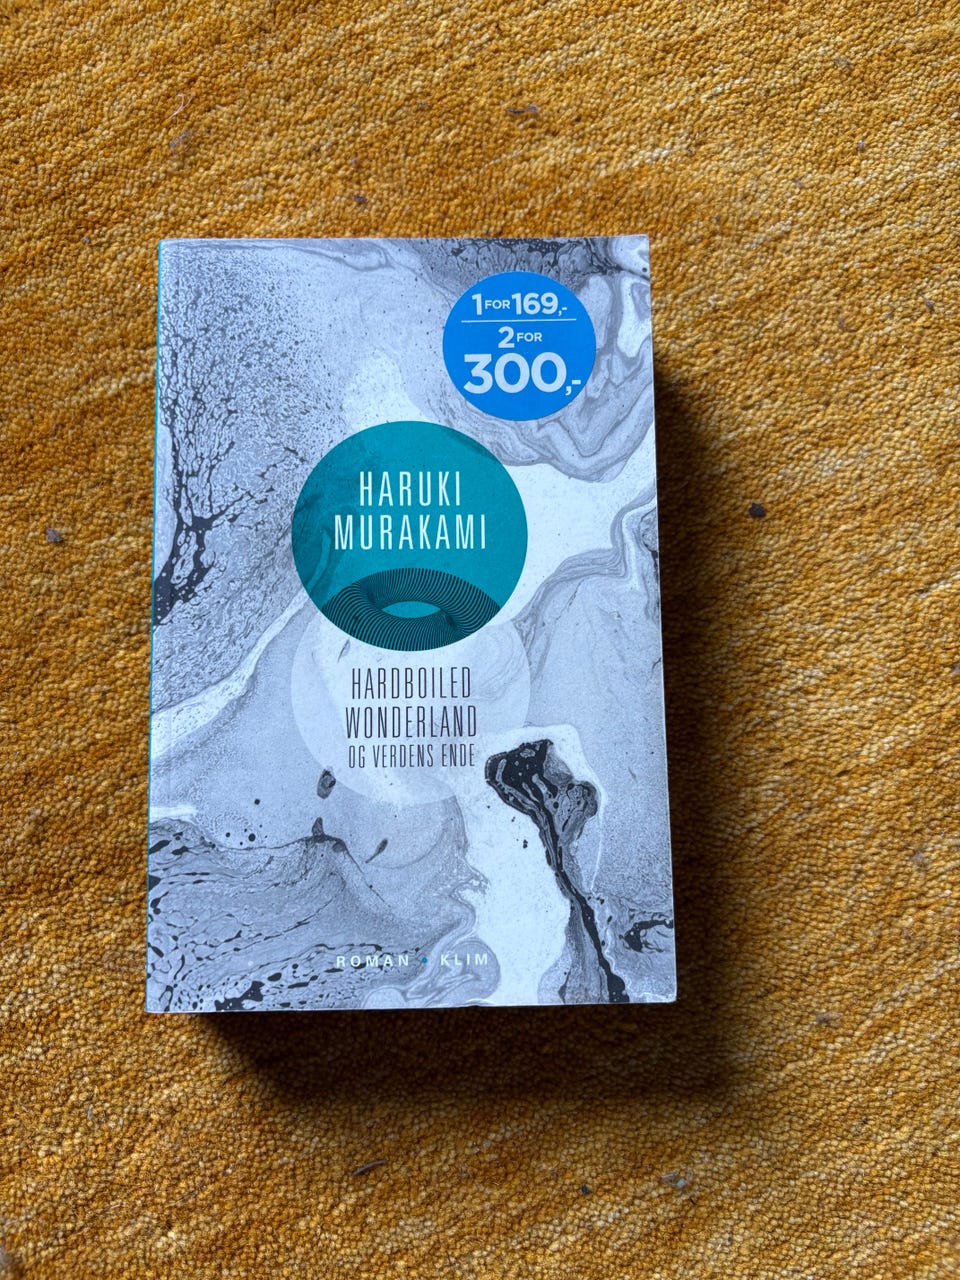 1 FOR 169,-
2 FOR
300,-
HARUKI
MURAKAMI
HARDBOILED
WONDERLAND
OG VERDENS ENDE
ROMAN • KLIM